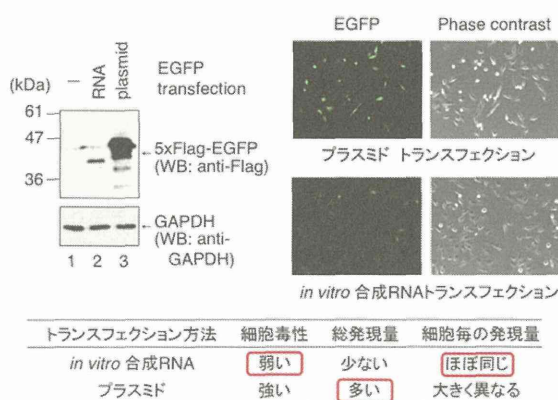 EGFP
Phase contrast
(kDa)
–
RNA
plasmid
EGFP
transfection
61
47
36
5xFlag-EGFP
(WB: anti-Flag)
プラスミド トランスフェクション
GAPDH
(WB: anti-
GAPDH)
1 2 3
in vitro 合成RNAトランスフェクション
トランスフェクション方法 細胞毒性 総発現量 細胞毎の発現量
in vitro 合成RNA 弱い 少ない ほぼ同じ
プラスミド 強い 多い 大きく異なる